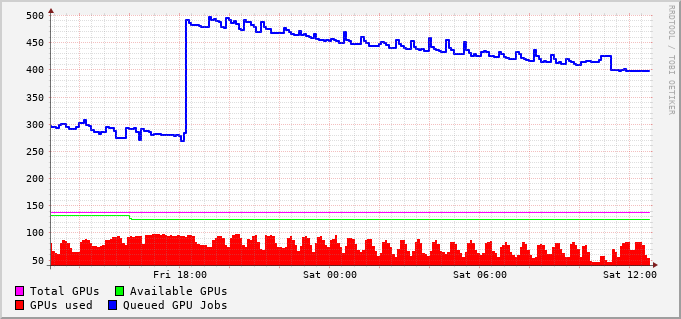 500
450
400
350
300
250
200
150
100
50
Fri 18:00 Sat 00:00 Sat 06:00 Sat 12:00
Total GPUs Available GPUs
GPUs used Queued GPU Jobs
RRDTOOL / TOBI OETIKER